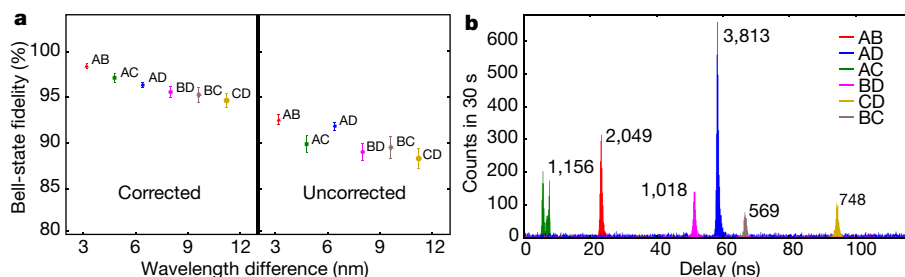 a
Bell-state fidelity (%)
100
95
90
85
80
AB
AC
AD
BD
BC
CD
Corrected
AB
AC
AD
BD
BC
CD
Uncorrected
3 6 9 12 3 6 9 12
Wavelength difference (nm)
b
Counts in 30 s
600
500
400
300
200
100
0
1,156
2,049
1,018
3,813
569
748
AB
AD
AC
BD
CD
BC
0 20 40 60 80 100
Delay (ns)